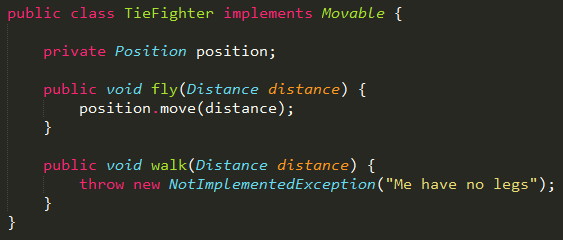 public class TieFighter implements Movable {
private Position position;
public void fly(Distance distance) {
position.move(distance);
}
public void walk(Distance distance) {
throw new NotImplementedException("Me have no legs");
}
}